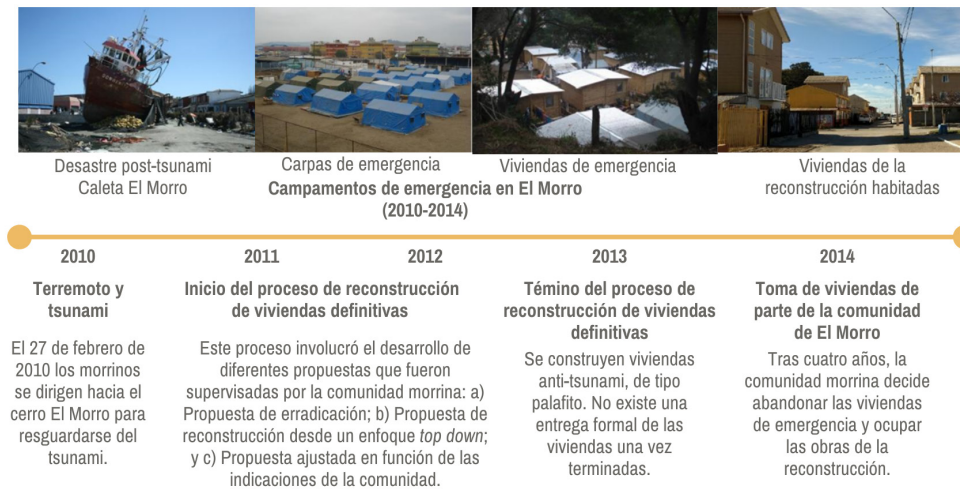 Desastre post-tsunami
Caleta El Morro
Carpas de emergencia
Viviendas de emergencia
Campamentos de emergencia en El Morro
(2010-2014)
Viviendas de la
reconstrucción habitadas
2010
Terremoto y
tsunami
El 27 de febrero de
2010 los morrinos
se dirigen hacia el
cerro El Morro para
resguardarse del
tsunami.
2011
2012
Inicio del proceso de reconstrucción
de viviendas definitivas
Este proceso involucró el desarrollo de
diferentes propuestas que fueron
supervisadas por la comunidad morrina: a)
Propuesta de erradicación; b) Propuesta de
reconstrucción desde un enfoque top down;
y c) Propuesta ajustada en función de las
indicaciones de la comunidad.
2013
Témino del proceso de
reconstrucción de viviendas
definitivas
Se construyen viviendas
anti-tsunami, de tipo
palafito. No existe una
entrega formal de las
viviendas una vez
terminadas.
2014
Toma de viviendas de
parte de la comunidad
de El Morro
Tras cuatro años, la
comunidad morrina decide
abandonar las viviendas
de emergencia y ocupar
las obras de la
reconstrucción.